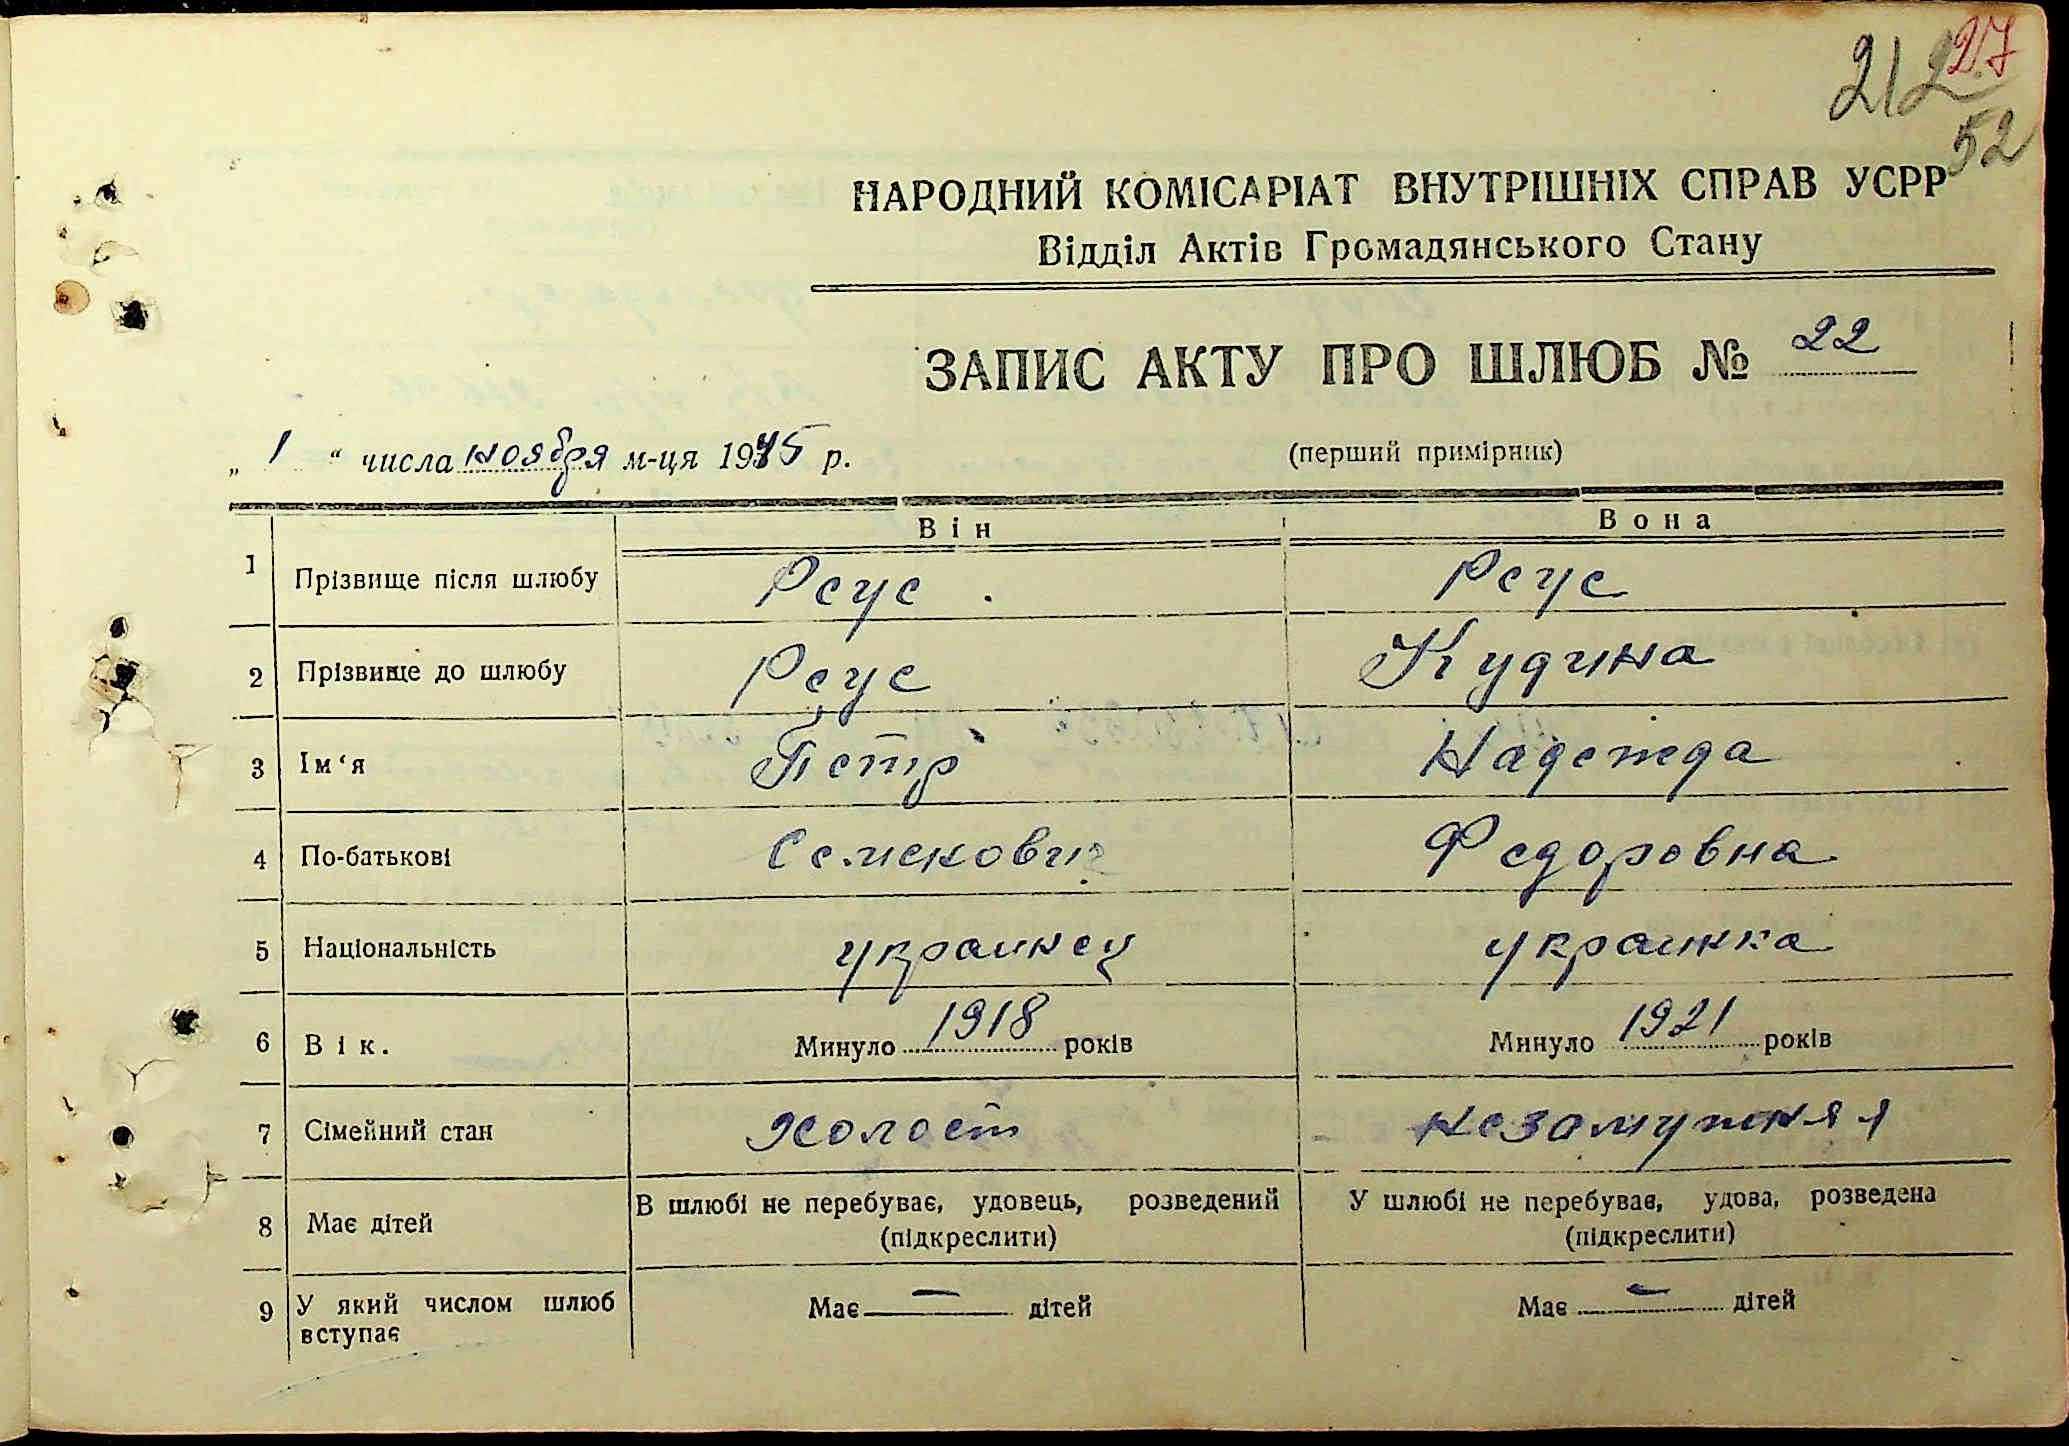 27
212
52
НАРОДНИЙ КОМІСАРІАТ ВНУТРІШНІХ СПРАВ УСРР
Відділ Актів Громадянського Стану
ЗАПИС АКТУ ПРО ШЛЮБ № 22
„ 1 “ числа ноября м-ця 1945 р.
(перший примірник)
Він Вона
1 Прізвище після шлюбу Реус Реус
2 Прізвище до шлюбу Реус Кудина
3 Ім‘я Петр Надежда
4 По-батькові Семенович Федоровна
5 Національність украинец украинка
6 Вік. Минуло 1918 років Минуло 1921 років
7 Сімейний стан Холост незамужняя
8 Має дітей В шлюбі не перебуває, удовець, розведений У шлюбі не перебуває, удова, розведена
(підкреслити) (підкреслити)
9 У який числом шлюб Має — дітей Має — дітей
вступає